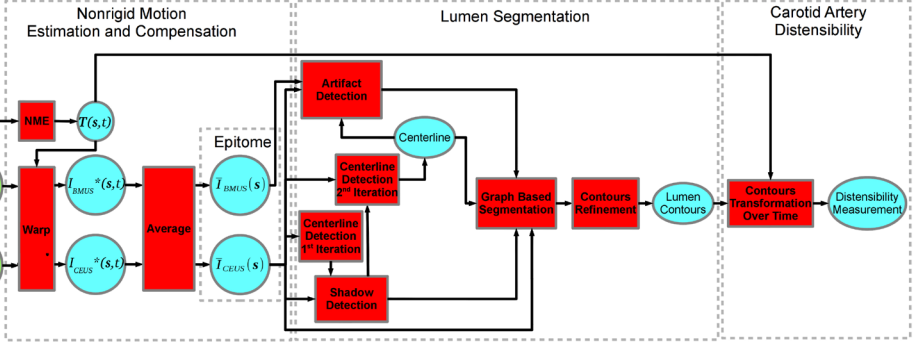 Nonrigid Motion
Estimation and Compensation
Lumen Segmentation
Carotid Artery
Distensibility
Artifact
Detection
NME
T(s,t)
Epitome
Centerline
I_BMUS*(s,t)
Ī_BMUS(s)
Centerline
Detection
2nd Iteration
Graph Based
Segmentation
Contours
Refinement
Lumen
Contours
Contours
Transformation
Over Time
Distensibility
Measurement
Warp
*
Average
Centerline
Detection
1st Iteration
I_CEUS*(s,t)
Ī_CEUS(s)
Shadow
Detection